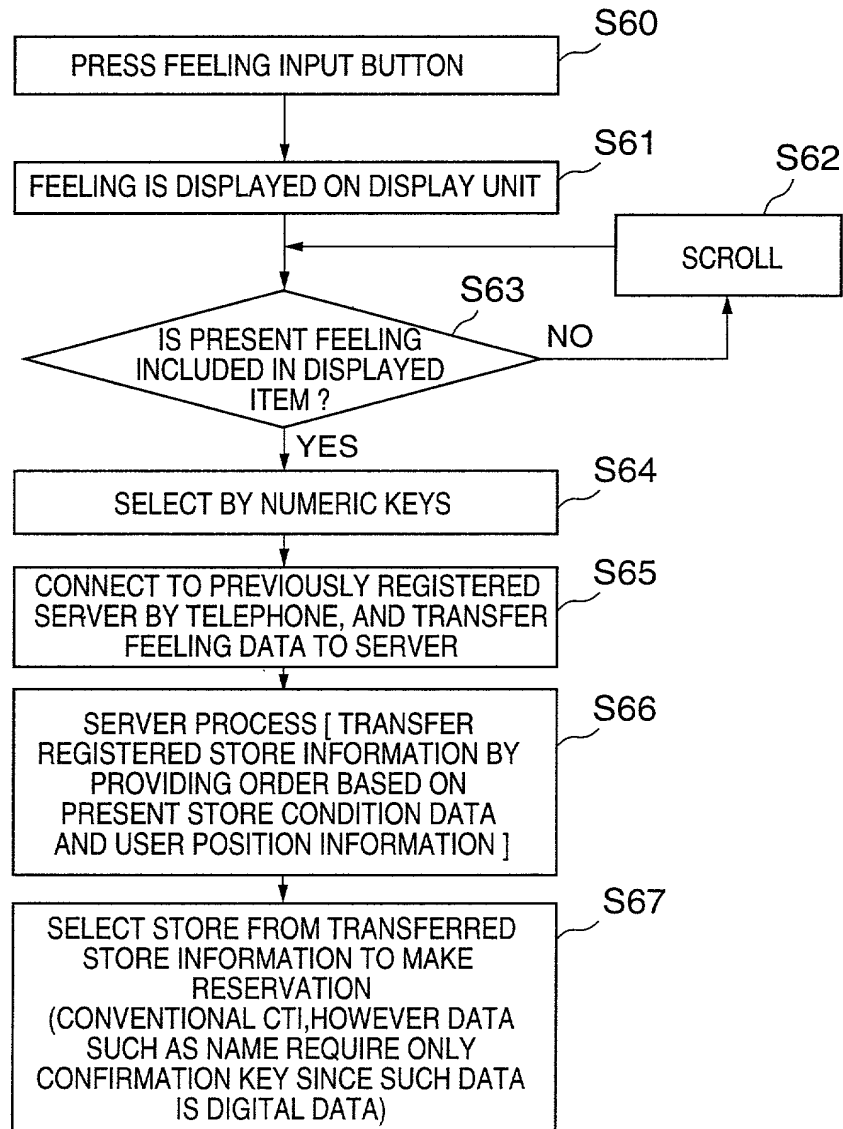 S60
PRESS FEELING INPUT BUTTON
S61
FEELING IS DISPLAYED ON DISPLAY UNIT
S62
SCROLL
S63
IS PRESENT FEELING
INCLUDED IN DISPLAYED
ITEM ?
NO
YES
S64
SELECT BY NUMERIC KEYS
S65
CONNECT TO PREVIOUSLY REGISTERED
SERVER BY TELEPHONE, AND TRANSFER
FEELING DATA TO SERVER
S66
SERVER PROCESS [ TRANSFER
REGISTERED STORE INFORMATION BY
PROVIDING ORDER BASED ON
PRESENT STORE CONDITION DATA
AND USER POSITION INFORMATION ]
S67
SELECT STORE FROM TRANSFERRED
STORE INFORMATION TO MAKE
RESERVATION
(CONVENTIONAL CTI,HOWEVER DATA
SUCH AS NAME REQUIRE ONLY
CONFIRMATION KEY SINCE SUCH DATA
IS DIGITAL DATA)